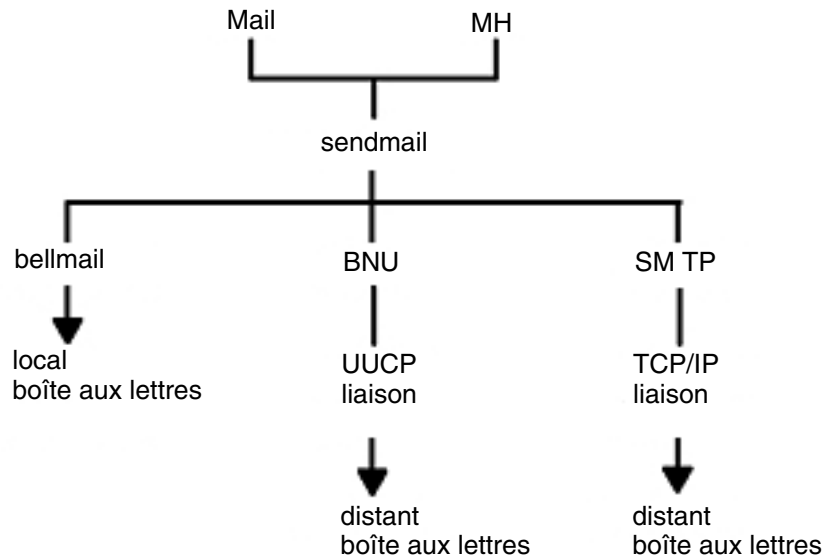 Mail
MH
sendmail
bellmail
BNU
SM TP
local
boîte aux lettres
UUCP
liaison
TCP/IP
liaison
distant
boîte aux lettres
distant
boîte aux lettres